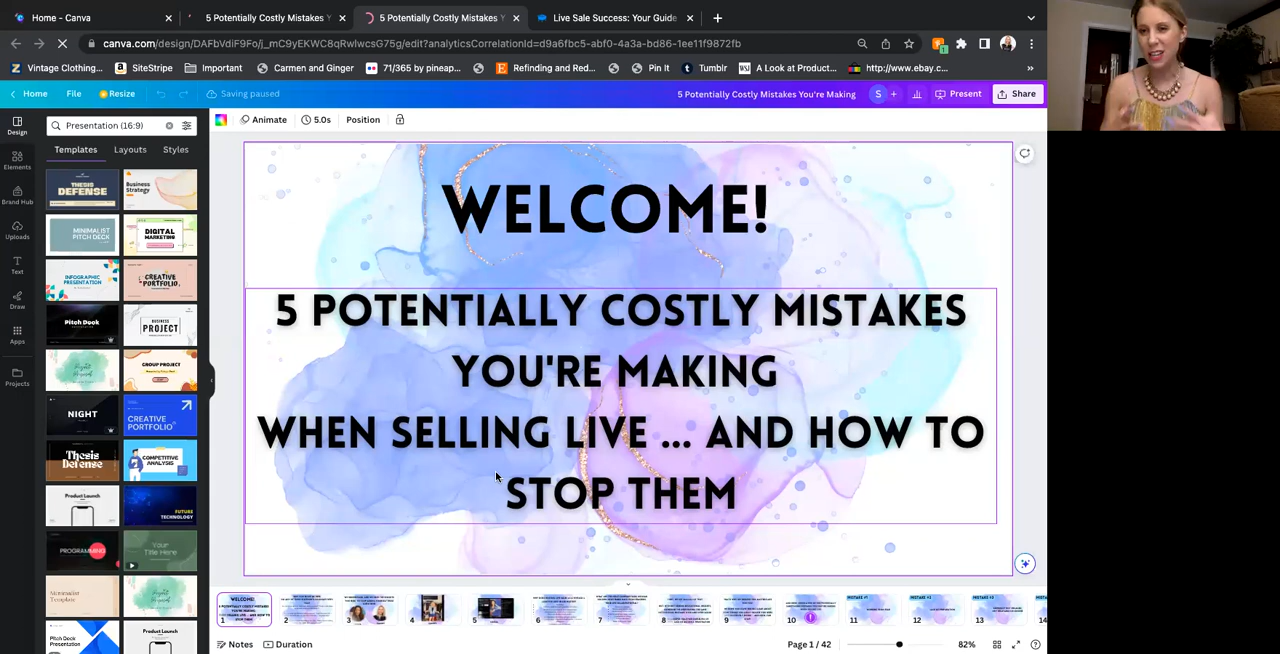 Home - Canva
5 Potentially Costly Mistakes Y
5 Potentially Costly Mistakes Y
Live Sale Success: Your Guide
canva.com/design/DAFbVdiF9Fo/j_mC9yEKWC8qRwlwcsG75g/edit?analyticsCorrelationId=d9a6fbc5-abf0-4a3a-bd86-1ee11f9872fb
Vintage Clothing...
SiteStripe
Important
Carmen and Ginger
71/365 by pineap...
Refinding and Red...
Pin It
Tumblr
A Look at Product...
http://www.ebay.c...
Home
File
Resize
Saving paused
5 Potentially Costly Mistakes You're Making
S
Present
Share
Design
Elements
Brand Hub
Uploads
Text
Draw
Apps
Projects
Presentation (16:9)
Templates
Layouts
Styles
THESIS
DEFENSE
Business
Strategy
MINIMALIST
PITCH DECK
DIGITAL
MARKETING
INFOGRAPHIC
PRESENTATION
CREATIVE
PORTFOLIO
Pitch Deck
BUSINESS
PROJECT
Project
Proposal
GROUP PROJECT
NIGHT
CREATIVE
PORTFOLIO
Thesis
Defense
COMPETITIVE
ANALYSIS
Product Launch
FUTURE
TECHNOLOGY
PROGRAMMING
Your
Title Here
Minimalist
Template
Pitch Deck
Presentation
Product Launch
Animate
5.0s
Position
WELCOME!
5 POTENTIALLY COSTLY MISTAKES
YOU'RE MAKING
WHEN SELLING LIVE ... AND HOW TO
STOP THEM
1
2
3
4
5
6
7
8
9
10
11
12
13
14
Notes
Duration
Page 1 / 42
82%